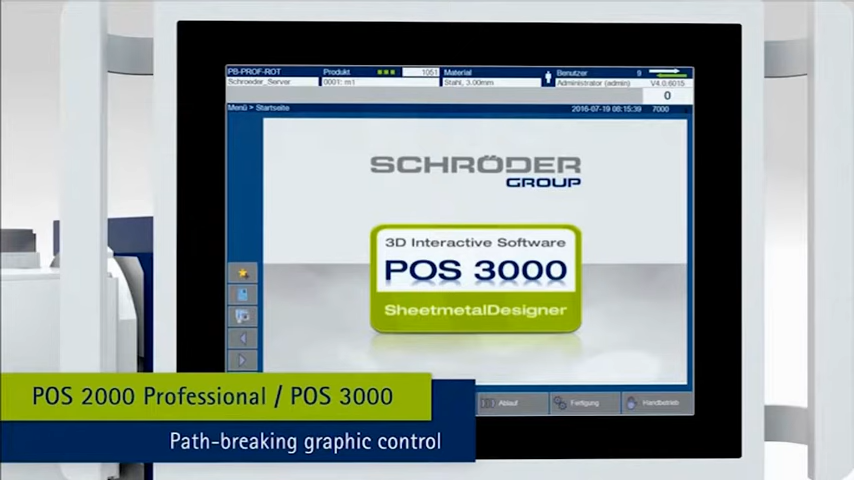 PB-PROF-ROT Produkt 1051 Material Benutzer 9
Schroeder_Server 0001: m1 Stahl, 3.00mm Administrator (admin) V4.0.6015
0
Menü > Startseite 2016-07-19 08:15:39 7000
SCHRÖDER
GROUP
3D Interactive Software
POS 3000
SheetmetalDesigner
Ablauf Fertigung Handbetrieb
POS 2000 Professional / POS 3000
Path-breaking graphic control